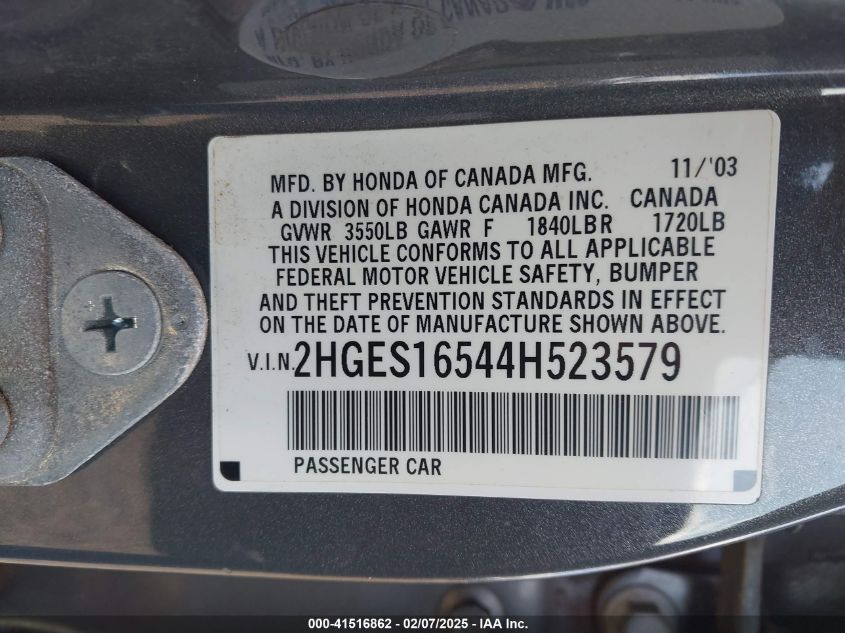 MFD. BY HONDA OF CANADA MFG. 11/'03
A DIVISION OF HONDA CANADA INC. CANADA
GVWR 3550LB GAWR F 1840LB R 1720LB
THIS VEHICLE CONFORMS TO ALL APPLICABLE
FEDERAL MOTOR VEHICLE SAFETY, BUMPER
AND THEFT PREVENTION STANDARDS IN EFFECT
ON THE DATE OF MANUFACTURE SHOWN ABOVE.
V.I.N. 2HGES16544H523579
PASSENGER CAR
000-41516862 - 02/07/2025 - IAA Inc.